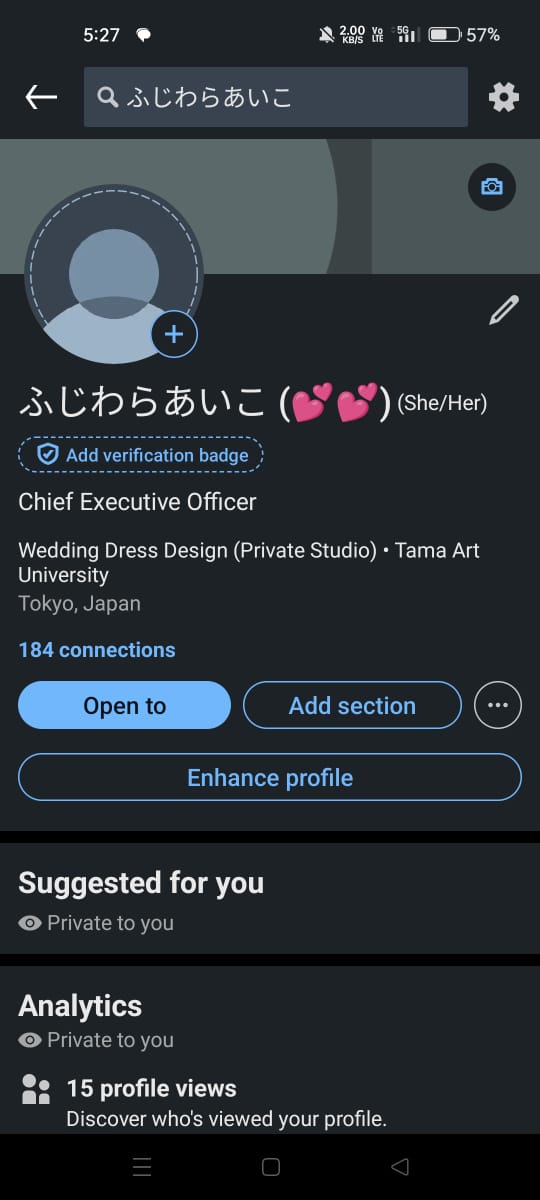 5:27
2.00 KB/S Vo LTE 5G 57%
ふじわらあいこ
ふじわらあいこ (💕💕) (She/Her)
Add verification badge
Chief Executive Officer
Wedding Dress Design (Private Studio) • Tama Art
University
Tokyo, Japan
184 connections
Open to
Add section
Enhance profile
Suggested for you
Private to you
Analytics
Private to you
15 profile views
Discover who's viewed your profile.